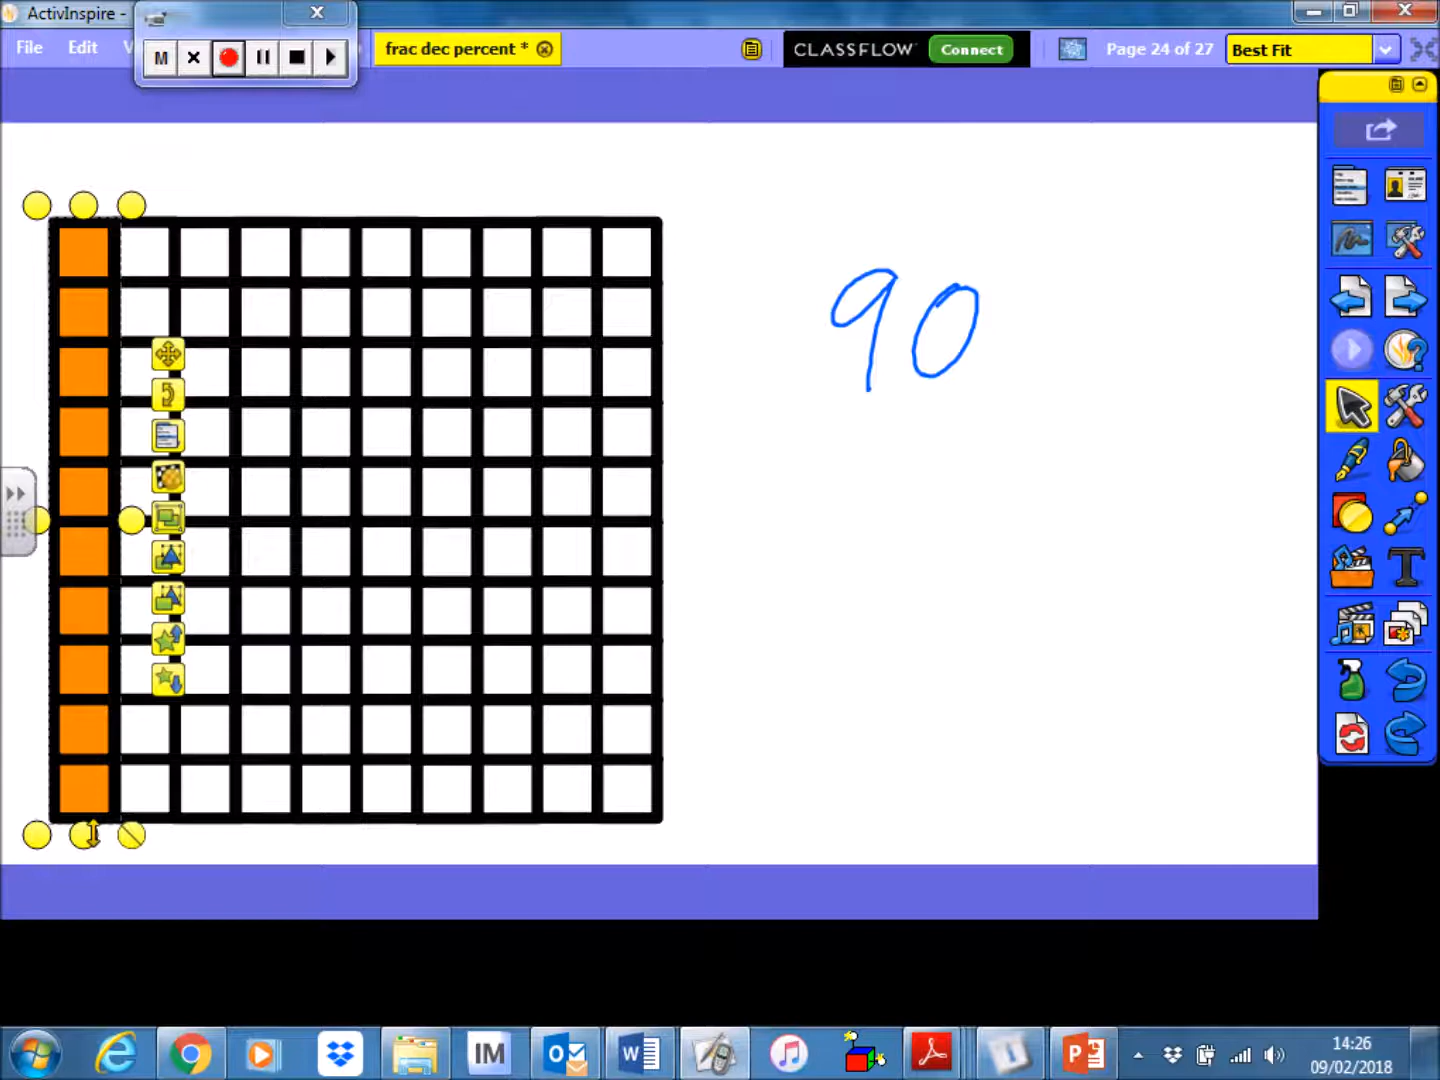 ActivInspire -
M
File Edit V
frac dec percent *
CLASSFLOW Connect
Page 24 of 27
Best Fit
90
T
IM
14:26
09/02/2018